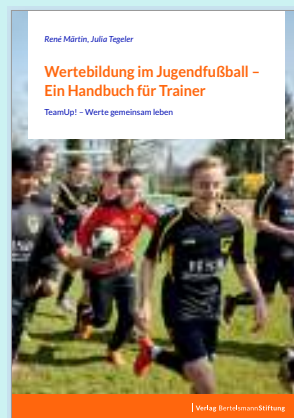 René Märtin, Julia Tegeler
Wertebildung im Jugendfußball –
Ein Handbuch für Trainer
TeamUp! – Werte gemeinsam leben
Verlag BertelsmannStiftung